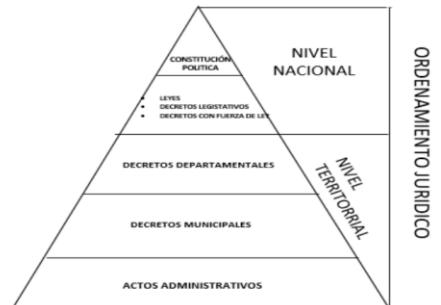 CONSTITUCIÓN
POLITICA
• LEYES
• DECRETOS LEGISTATIVOS
• DECRETOS CON FUERZA DE LEY
DECRETOS DEPARTAMENTALES
DECRETOS MUNICIPALES
ACTOS ADMINISTRATIVOS
NIVEL
NACIONAL
NIVEL
TERRITORRIAL
ORDENAMIENTO JURIDICO